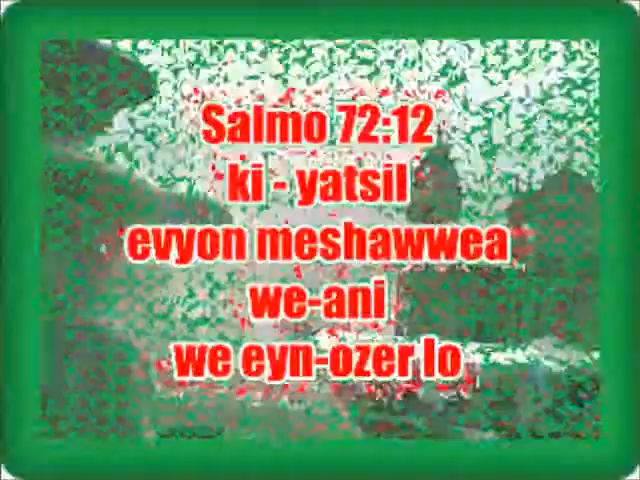 Salmo 72:12
ki - yatsil
evyon meshawwea
we-ani
we eyn-ozer lo